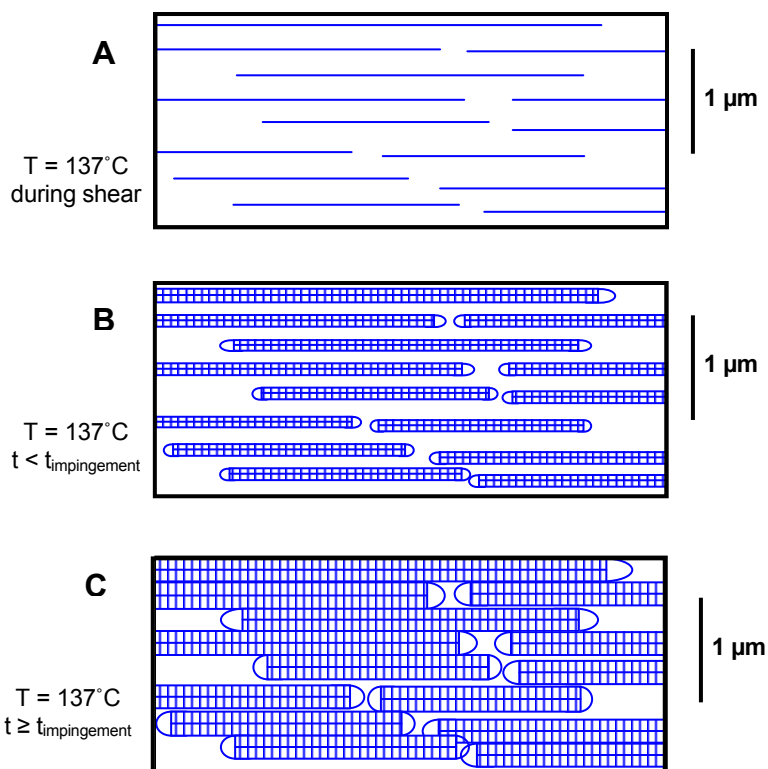 A
1 µm
T = 137˚C
during shear
B
1 µm
T = 137˚C
t < timpingement
C
1 µm
T = 137˚C
t ≥ timpingement